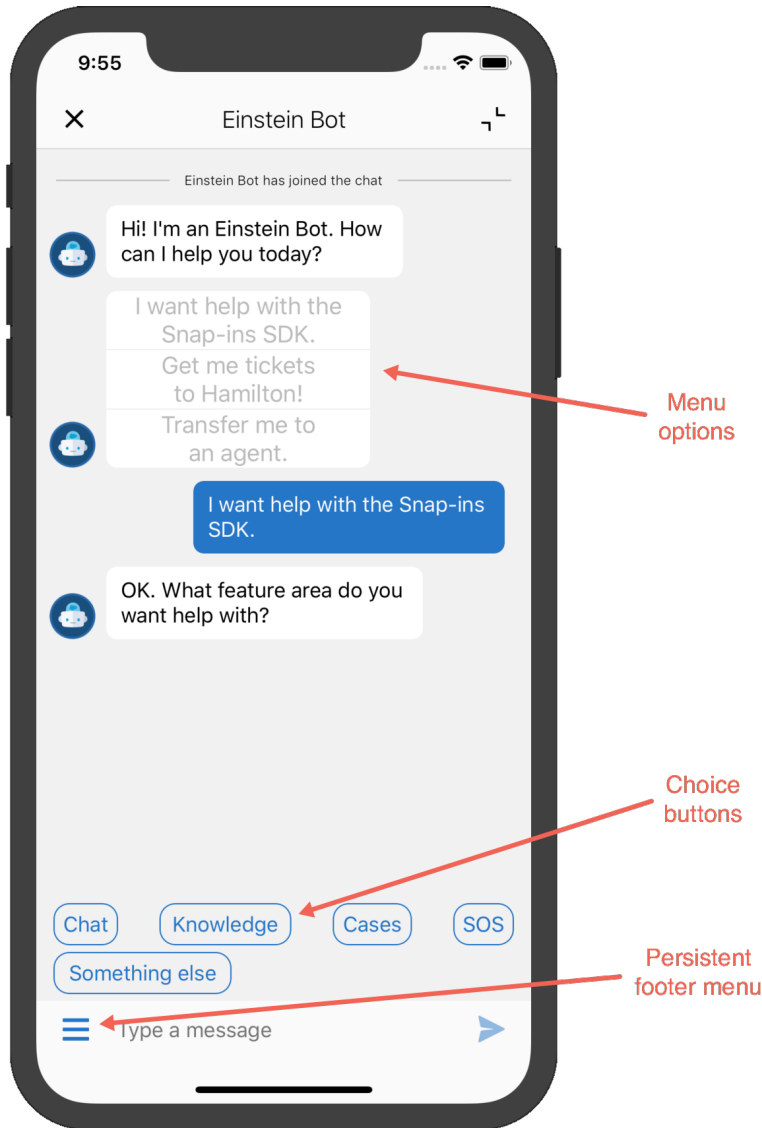 9:55
Einstein Bot
Einstein Bot has joined the chat
Hi! I'm an Einstein Bot. How
can I help you today?
I want help with the
Snap-ins SDK.
Get me tickets
to Hamilton!
Transfer me to
an agent.
Menu
options
I want help with the Snap-ins
SDK.
OK. What feature area do you
want help with?
Choice
buttons
Chat
Knowledge
Cases
SOS
Something else
Persistent
footer menu
Type a message